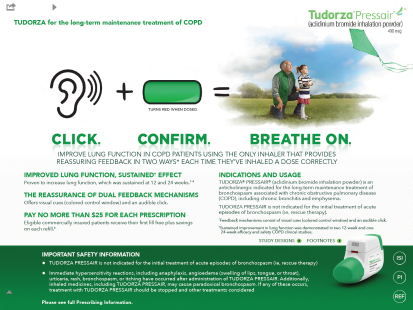 TUDORZA for the long-term maintenance treatment of COPD
Tudorza™ Pressair™
(aclidinium bromide inhalation powder)
400 mcg
TURNS RED WHEN DOSED
CLICK. CONFIRM. BREATHE ON.
IMPROVE LUNG FUNCTION IN COPD PATIENTS USING THE ONLY INHALER THAT PROVIDES
REASSURING FEEDBACK IN TWO WAYS* EACH TIME THEY'VE INHALED A DOSE CORRECTLY
IMPROVED LUNG FUNCTION, SUSTAINED† EFFECT
Proven to increase lung function, which was sustained at 12 and 24 weeks.
THE REASSURANCE OF DUAL FEEDBACK MECHANISMS
Offers visual cues (colored control window) and an audible click.
PAY NO MORE THAN $25 FOR EACH PRESCRIPTION
Eligible commercially insured patients receive their first fill free plus savings
on each refill.
INDICATIONS AND USAGE
TUDORZA PRESSAIR (aclidinium bromide inhalation powder) is an
anticholinergic indicated for the long-term maintenance treatment of
bronchospasm associated with chronic obstructive pulmonary disease
(COPD), including chronic bronchitis and emphysema.
TUDORZA PRESSAIR is not indicated for the initial treatment of acute
episodes of bronchospasm (ie, rescue therapy).
*Feedback mechanisms consist of visual cues (colored control window) and an audible click.
†Sustained improvement in lung function was demonstrated in two 12-week and one
24-week efficacy and safety COPD clinical studies.
STUDY DESIGNS FOOTNOTES
IMPORTANT SAFETY INFORMATION
● TUDORZA PRESSAIR is not indicated for the initial treatment of acute episodes of bronchospasm (ie, rescue therapy)
● Immediate hypersensitivity reactions, including anaphylaxis, angioedema (swelling of lips, tongue, or throat),
urticaria, rash, bronchospasm, or itching have occurred after administration of TUDORZA PRESSAIR. Additionally,
inhaled medicines, including TUDORZA PRESSAIR, may cause paradoxical bronchospasm. If any of these occurs,
treatment with TUDORZA PRESSAIR should be stopped and other treatments considered
Please see full Prescribing Information.
ISI
PI
REF